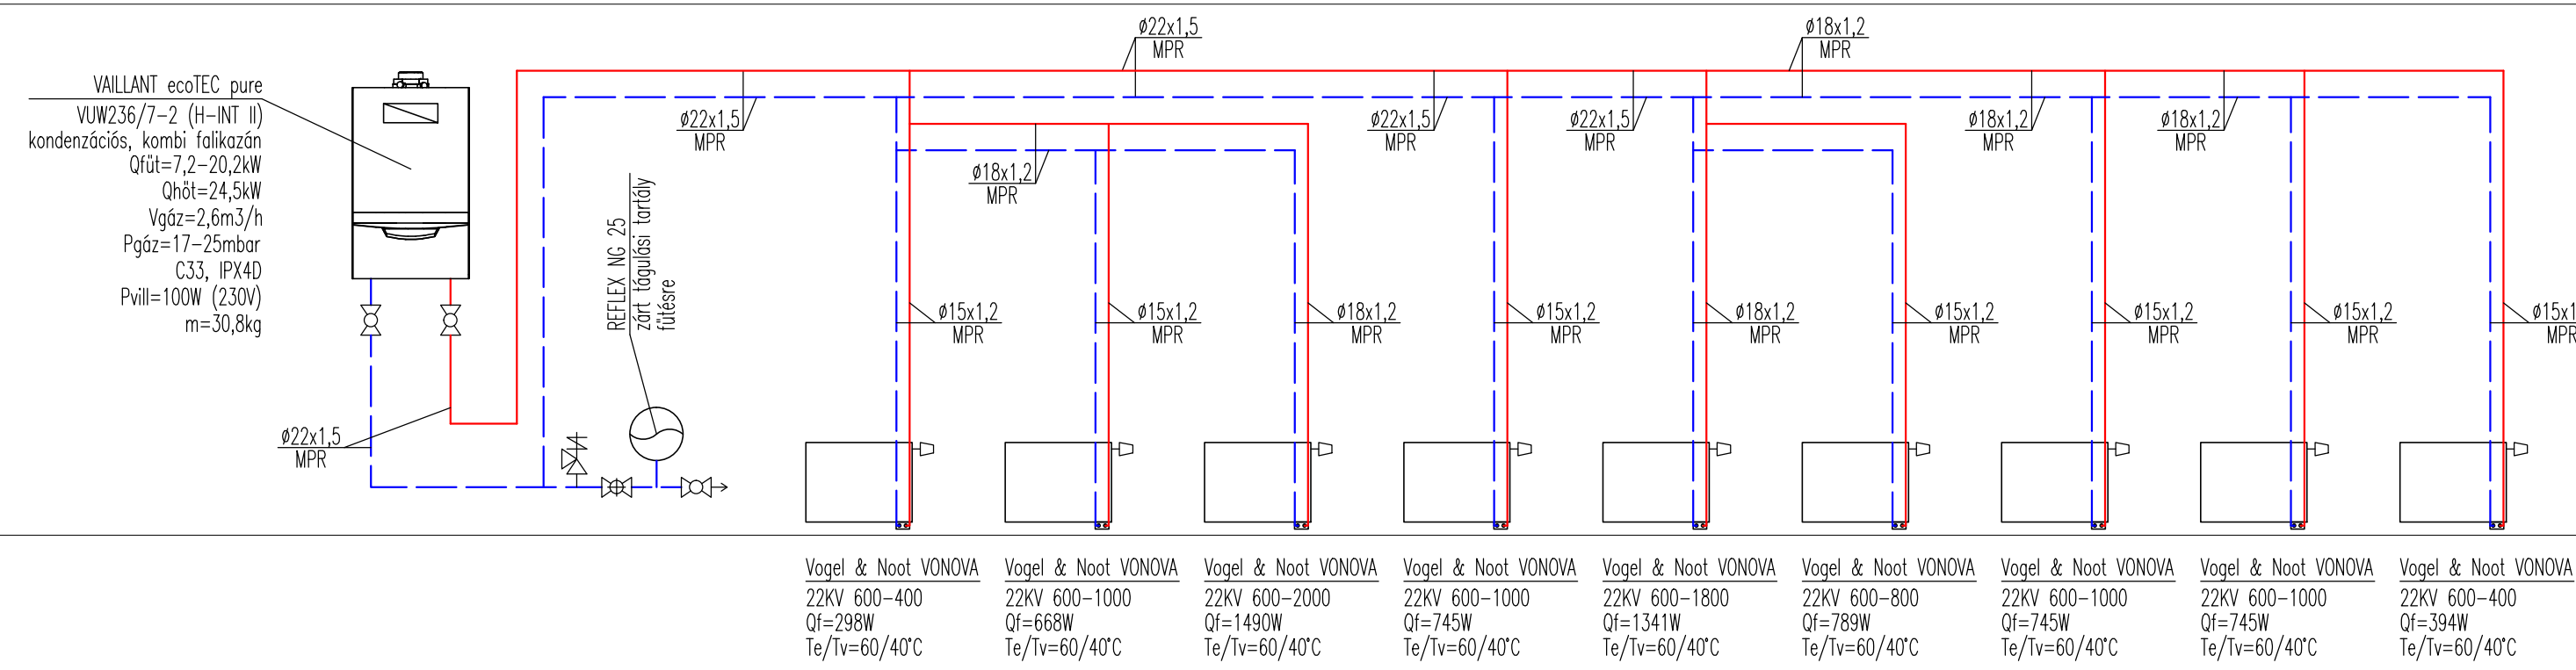 VAILLANT ecoTEC pure
VUW236/7-2 (H-INT II)
kondenzációs, kombi falikazán
Qfűt=7,2-20,2kW
Qhőt=24,5kW
Vgáz=2,6m3/h
Pgáz=17-25mbar
C33, IPX4D
Pvill=100W (230V)
m=30,8kg
ø22x1,5
MPR
REFLEX NG 25
zárt tágulási tartály
fűtésre
ø22x1,5
MPR
ø18x1,2
MPR
ø22x1,5
MPR
ø22x1,5
MPR
ø22x1,5
MPR
ø18x1,2
MPR
ø18x1,2
MPR
ø18x1,2
MPR
ø15x1,2
MPR
ø15x1,2
MPR
ø18x1,2
MPR
ø15x1,2
MPR
ø18x1,2
MPR
ø15x1,2
MPR
ø15x1,2
MPR
ø15x1,2
MPR
ø15x1
MPR
Vogel & Noot VONOVA
22KV 600-400
Qf=298W
Te/Tv=60/40°C
Vogel & Noot VONOVA
22KV 600-1000
Qf=668W
Te/Tv=60/40°C
Vogel & Noot VONOVA
22KV 600-2000
Qf=1490W
Te/Tv=60/40°C
Vogel & Noot VONOVA
22KV 600-1000
Qf=745W
Te/Tv=60/40°C
Vogel & Noot VONOVA
22KV 600-1800
Qf=1341W
Te/Tv=60/40°C
Vogel & Noot VONOVA
22KV 600-800
Qf=789W
Te/Tv=60/40°C
Vogel & Noot VONOVA
22KV 600-1000
Qf=745W
Te/Tv=60/40°C
Vogel & Noot VONOVA
22KV 600-1000
Qf=745W
Te/Tv=60/40°C
Vogel & Noot VONOVA
22KV 600-400
Qf=394W
Te/Tv=60/40°C